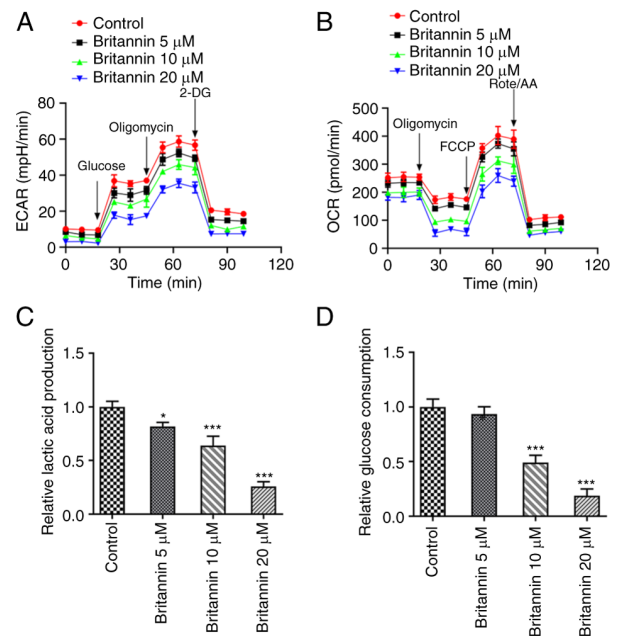 A
Control
Britannin 5 μM
Britannin 10 μM
Britannin 20 μM
2-DG
Oligomycin
Glucose
ECAR (mpH/min)
80
60
40
20
0
0 30 60 90 120
Time (min)
B
Control
Britannin 5 μM
Britannin 10 μM
Britannin 20 μM
Rote/AA
Oligomycin
FCCP
OCR (pmol/min)
500
400
300
200
100
0
0 30 60 90 120
Time (min)
C
Relative lactic acid production
1.5
1.0
0.5
0.0
*
***
***
Control
Britannin 5 μM
Britannin 10 μM
Britannin 20 μM
D
Relative glucose consumption
1.5
1.0
0.5
0.0
***
***
Control
Britannin 5 μM
Britannin 10 μM
Britannin 20 μM